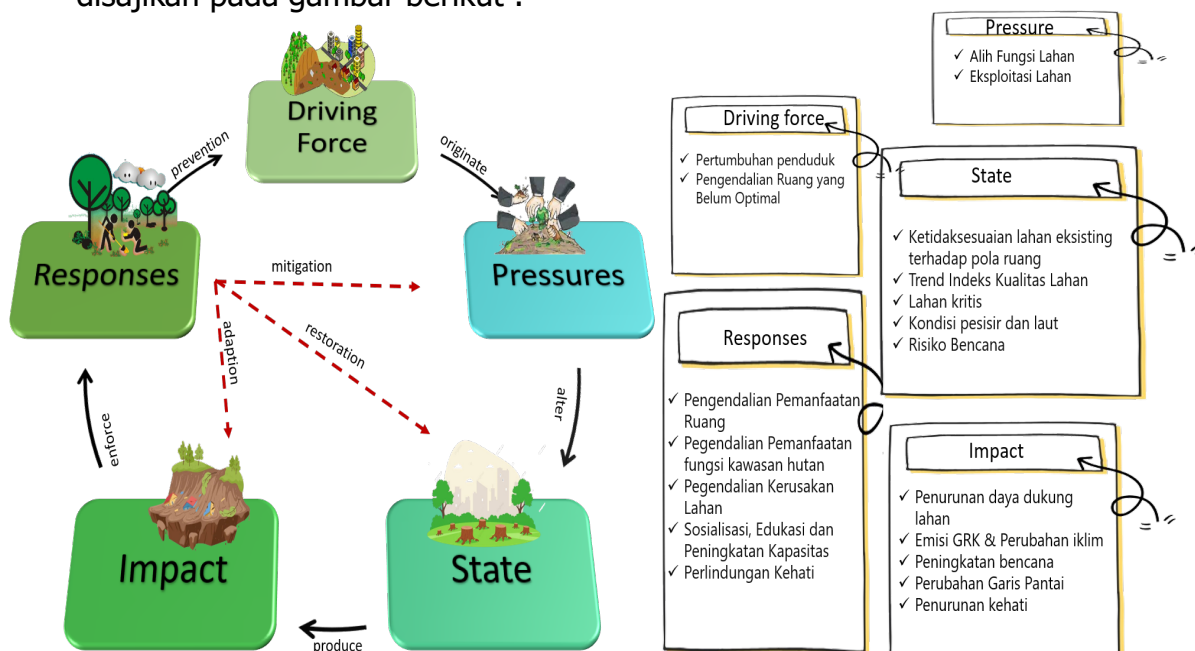 disajikan pada gambar berikut :
Driving
Force
prevention
originate
Responses
Pressures
mitigation
adaption
restoration
alter
enforce
Impact
State
produce
Pressure
✓ Alih Fungsi Lahan
✓ Eksploitasi Lahan
Driving force
✓ Pertumbuhan penduduk
✓ Pengendalian Ruang yang
Belum Optimal
State
✓ Ketidaksesuaian lahan eksisting
terhadap pola ruang
✓ Trend Indeks Kualitas Lahan
✓ Lahan kritis
✓ Kondisi pesisir dan laut
✓ Risiko Bencana
Responses
✓ Pengendalian Pemanfaatan
Ruang
✓ Pegendalian Pemanfaatan
fungsi kawasan hutan
✓ Pegendalian Kerusakan
Lahan
✓ Sosialisasi, Edukasi dan
Peningkatan Kapasitas
✓ Perlindungan Kehati
Impact
✓ Penurunan daya dukung
lahan
✓ Emisi GRK & Perubahan iklim
✓ Peningkatan bencana
✓ Perubahan Garis Pantai
✓ Penurunan kehati